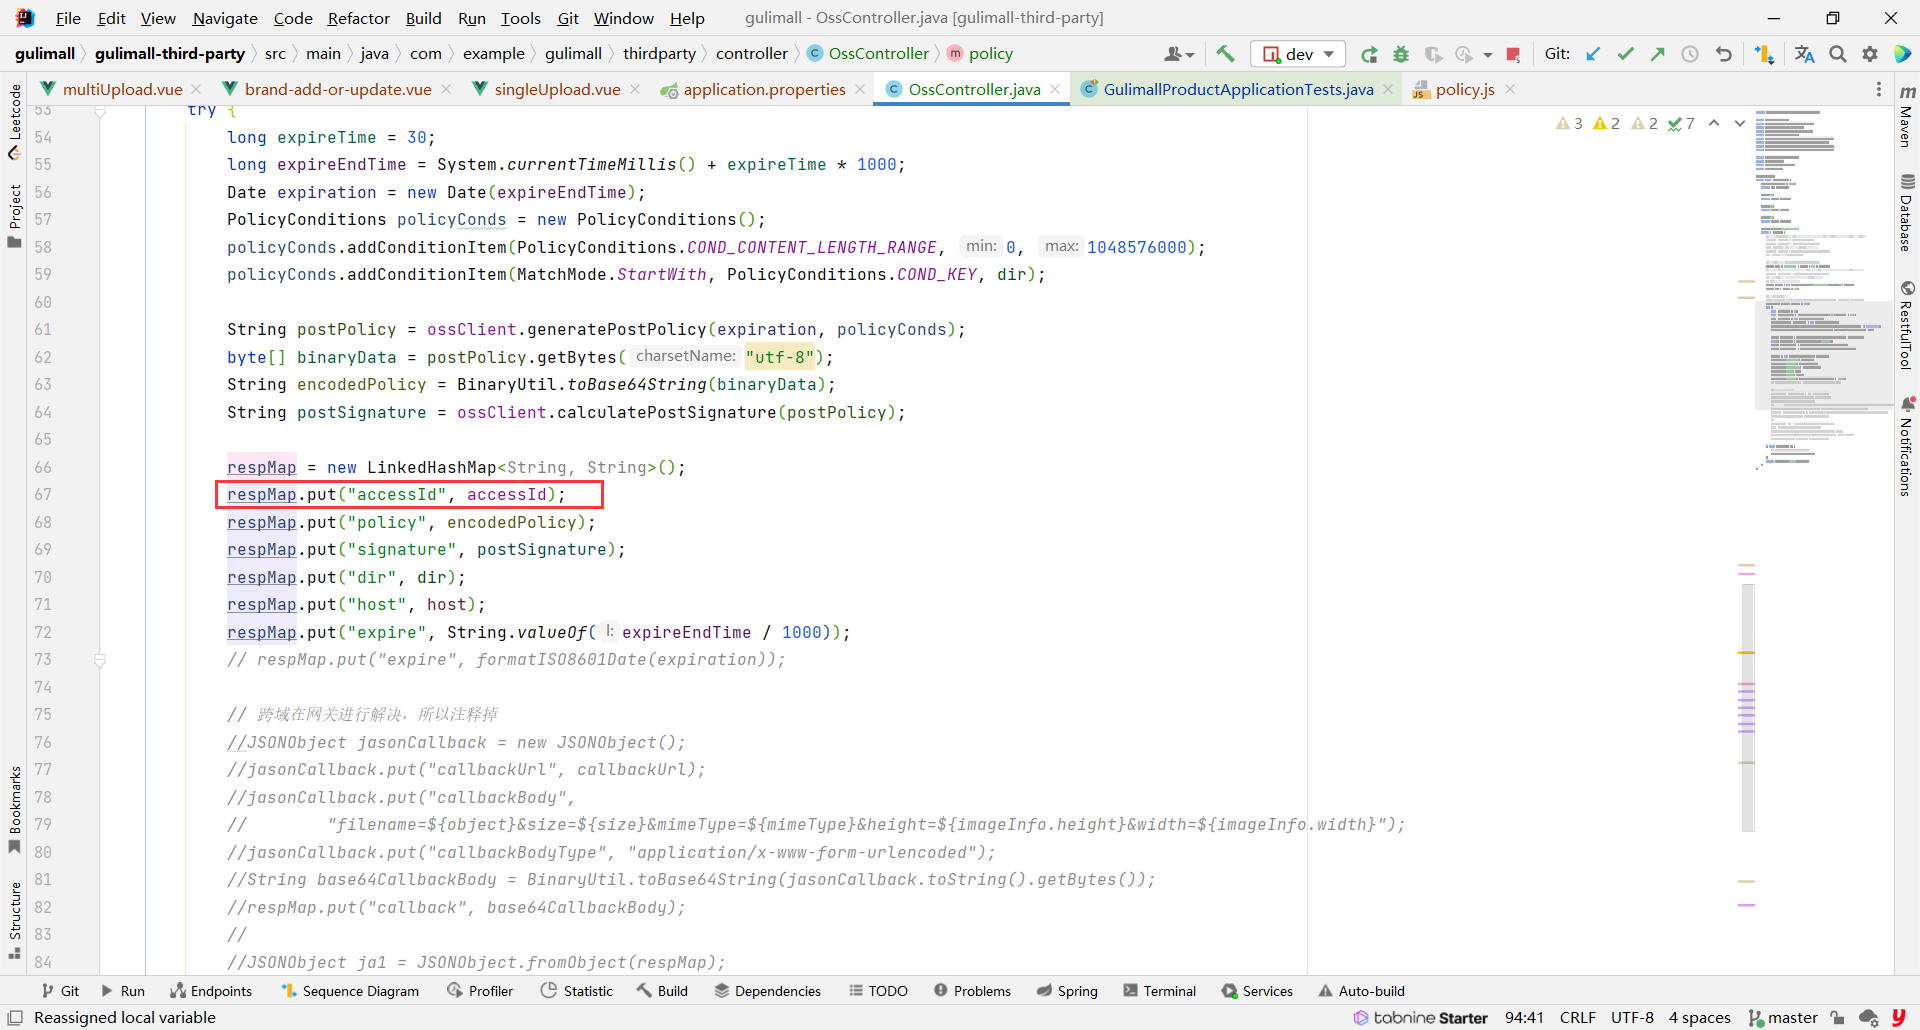 File Edit View Navigate Code Refactor Build Run Tools Git Window Help gulimall - OssController.java [gulimall-third-party]
gulimall gulimall-third-party src main java com example gulimall thirdparty controller OssController policy dev Git:
multiUpload.vue brand-add-or-update.vue singleUpload.vue application.properties OssController.java GulimallProductApplicationTests.java policy.js
3 2 2 7
53 try {
54 long expireTime = 30;
55 long expireEndTime = System.currentTimeMillis() + expireTime * 1000;
56 Date expiration = new Date(expireEndTime);
57 PolicyConditions policyConds = new PolicyConditions();
58 policyConds.addConditionItem(PolicyConditions.COND_CONTENT_LENGTH_RANGE, min: 0, max: 1048576000);
59 policyConds.addConditionItem(MatchMode.StartWith, PolicyConditions.COND_KEY, dir);
60
61 String postPolicy = ossClient.generatePostPolicy(expiration, policyConds);
62 byte[] binaryData = postPolicy.getBytes( charsetName: "utf-8");
63 String encodedPolicy = BinaryUtil.toBase64String(binaryData);
64 String postSignature = ossClient.calculatePostSignature(postPolicy);
65
66 respMap = new LinkedHashMap<String, String>();
67 respMap.put("accessId", accessId);
68 respMap.put("policy", encodedPolicy);
69 respMap.put("signature", postSignature);
70 respMap.put("dir", dir);
71 respMap.put("host", host);
72 respMap.put("expire", String.valueOf( l: expireEndTime / 1000));
73 // respMap.put("expire", formatISO8601Date(expiration));
74
75 // 跨域在网关进行解决，所以注释掉
76 //JSONObject jasonCallback = new JSONObject();
77 //jasonCallback.put("callbackUrl", callbackUrl);
78 //jasonCallback.put("callbackBody",
79 // "filename=${object}&size=${size}&mimeType=${mimeType}&height=${imageInfo.height}&width=${imageInfo.width}");
80 //jasonCallback.put("callbackBodyType", "application/x-www-form-urlencoded");
81 //String base64CallbackBody = BinaryUtil.toBase64String(jasonCallback.toString().getBytes());
82 //respMap.put("callback", base64CallbackBody);
83 //
84 //JSONObject ja1 = JSONObject.fromObject(respMap);
Leetcode
Project
Bookmarks
Structure
Maven
Database
RestfulTool
Notifications
Git Run Endpoints Sequence Diagram Profiler Statistic Build Dependencies TODO Problems Spring Terminal Services Auto-build
Reassigned local variable tabnine Starter 94:41 CRLF UTF-8 4 spaces master